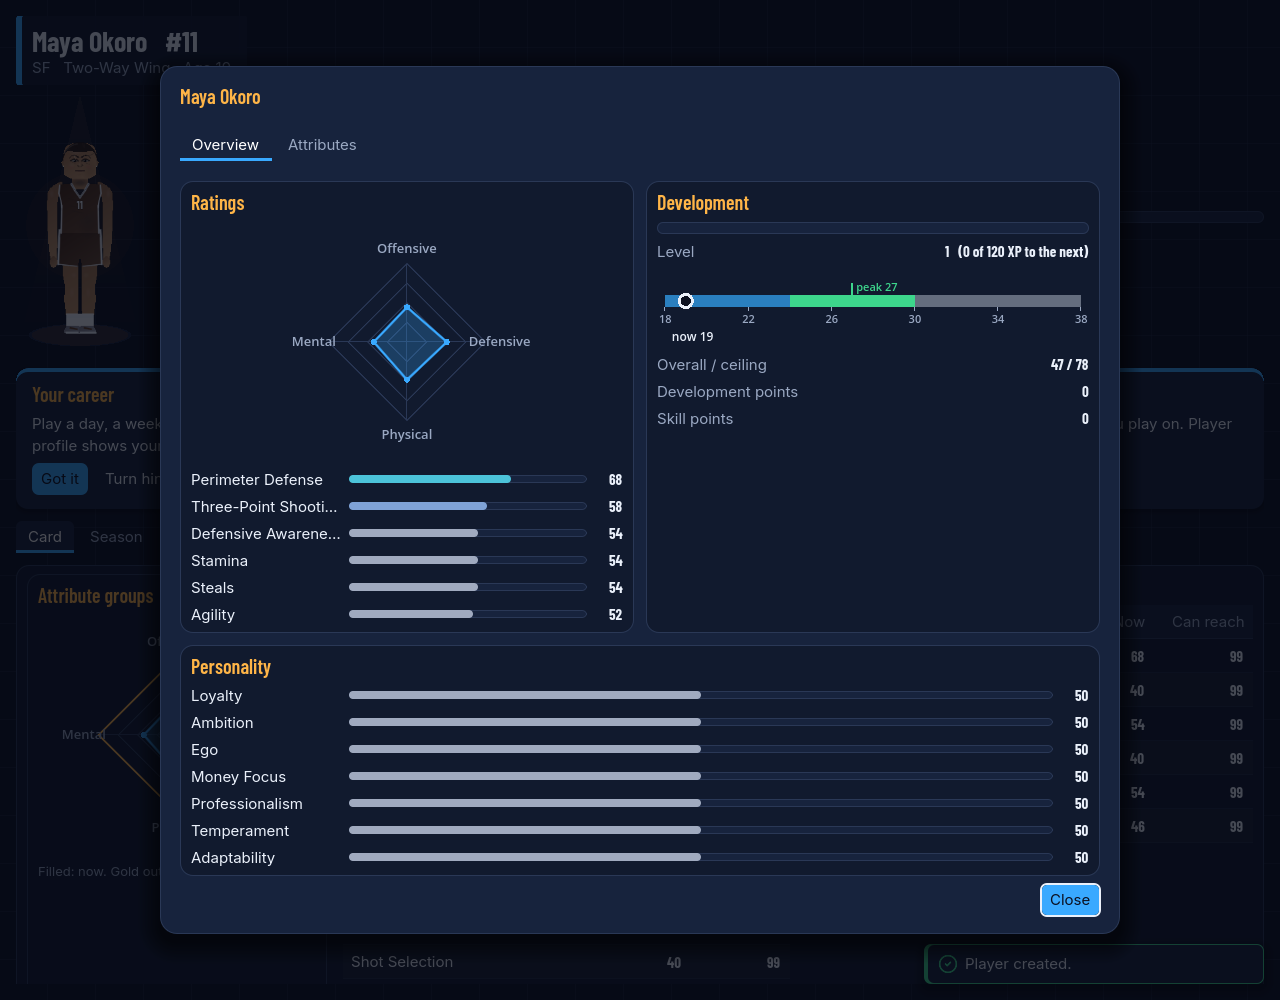 Maya Okoro #11
SF Two-Way Wing Age 19
11
Maya Okoro
Overview Attributes
Ratings
Offensive
Mental Defensive
Physical
Perimeter Defense 68
Three-Point Shooti... 58
Defensive Awarene... 54
Stamina 54
Steals 54
Agility 52
Development
Level 1 (0 of 120 XP to the next)
peak 27
18 22 26 30 34 38
now 19
Overall / ceiling 47 / 78
Development points 0
Skill points 0
Personality
Loyalty 50
Ambition 50
Ego 50
Money Focus 50
Professionalism 50
Temperament 50
Adaptability 50
Close
Your career
Play a day, a week
profile shows your
play on. Player
Got it Turn
Card Season
Attribute groups
Mental
Filled: now. Gold
Now Can reach
68 99
40 99
54 99
40 99
54 99
46 99
Shot Selection 40 99
Player created.